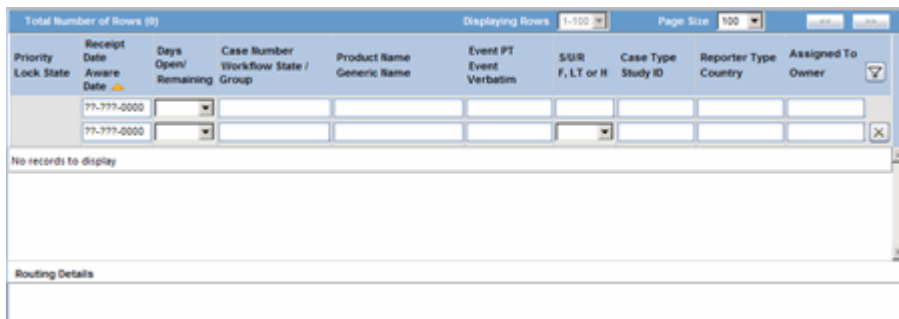 Total Number of Rows (0) Displaying Rows 1-100 Page Size 100 << >>
Priority Lock State
Receipt Date Aware Date
Days Open/ Remaining
Case Number Workflow State / Group
Product Name Generic Name
Event PT Event Verbatim
S/U/R F, LT or H
Case Type Study ID
Reporter Type Country
Assigned To Owner
??-???-0000
??-???-0000
No records to display
Routing Details